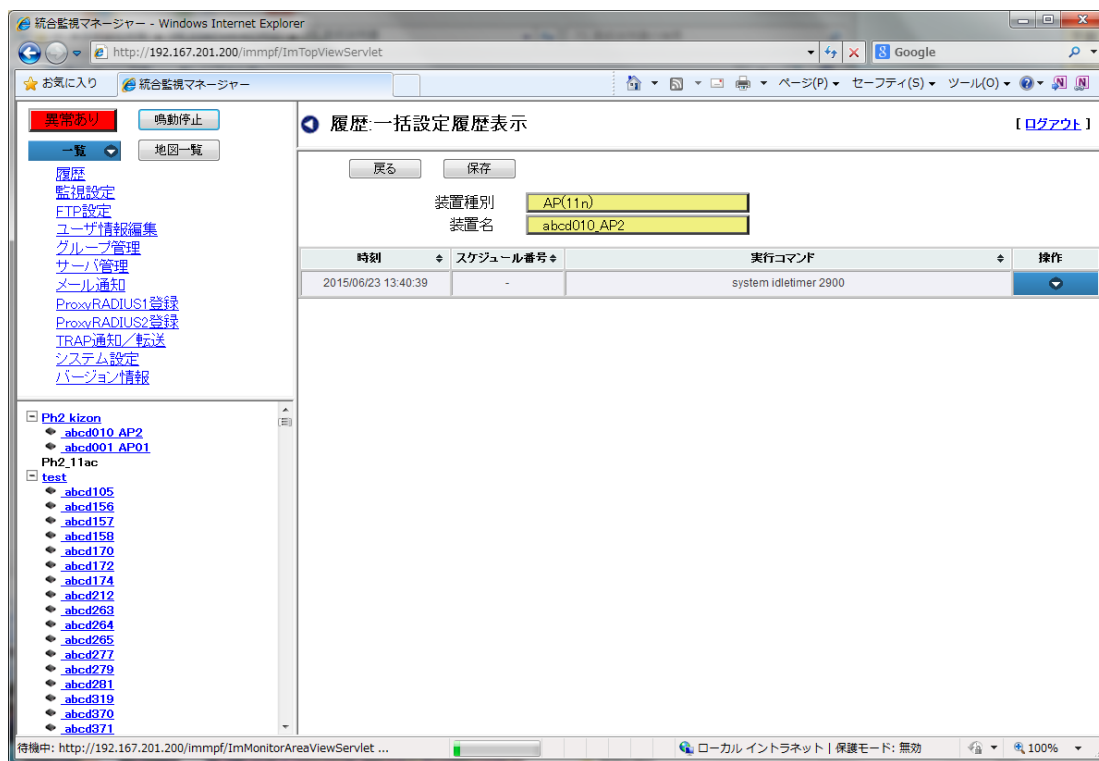 統合監視マネージャー - Windows Internet Explorer
http://192.167.201.200/immpf/ImTopViewServlet
Google
お気に入り
統合監視マネージャー
ページ(P)
セーフティ(S)
ツール(O)
異常あり
鳴動停止
一覧
地図一覧
履歴
監視設定
FTP設定
ユーザ情報編集
グループ管理
サーバ管理
メール通知
ProxyRADIUS1登録
ProxyRADIUS2登録
TRAP通知／転送
システム設定
バージョン情報
Ph2_kizon
abcd010_AP2
abcd001_AP01
Ph2_11ac
test
abcd105
abcd156
abcd157
abcd158
abcd170
abcd172
abcd174
abcd212
abcd263
abcd264
abcd265
abcd277
abcd279
abcd281
abcd319
abcd370
abcd371
履歴:一括設定履歴表示
[ ログアウト ]
戻る
保存
装置種別 AP(11n)
装置名 abcd010_AP2
時刻 スケジュール番号 実行コマンド 操作
2015/06/23 13:40:39 - system idletimer 2900
待機中: http://192.167.201.200/immpf/ImMonitorAreaViewServlet ...
ローカル イントラネット | 保護モード: 無効
100%